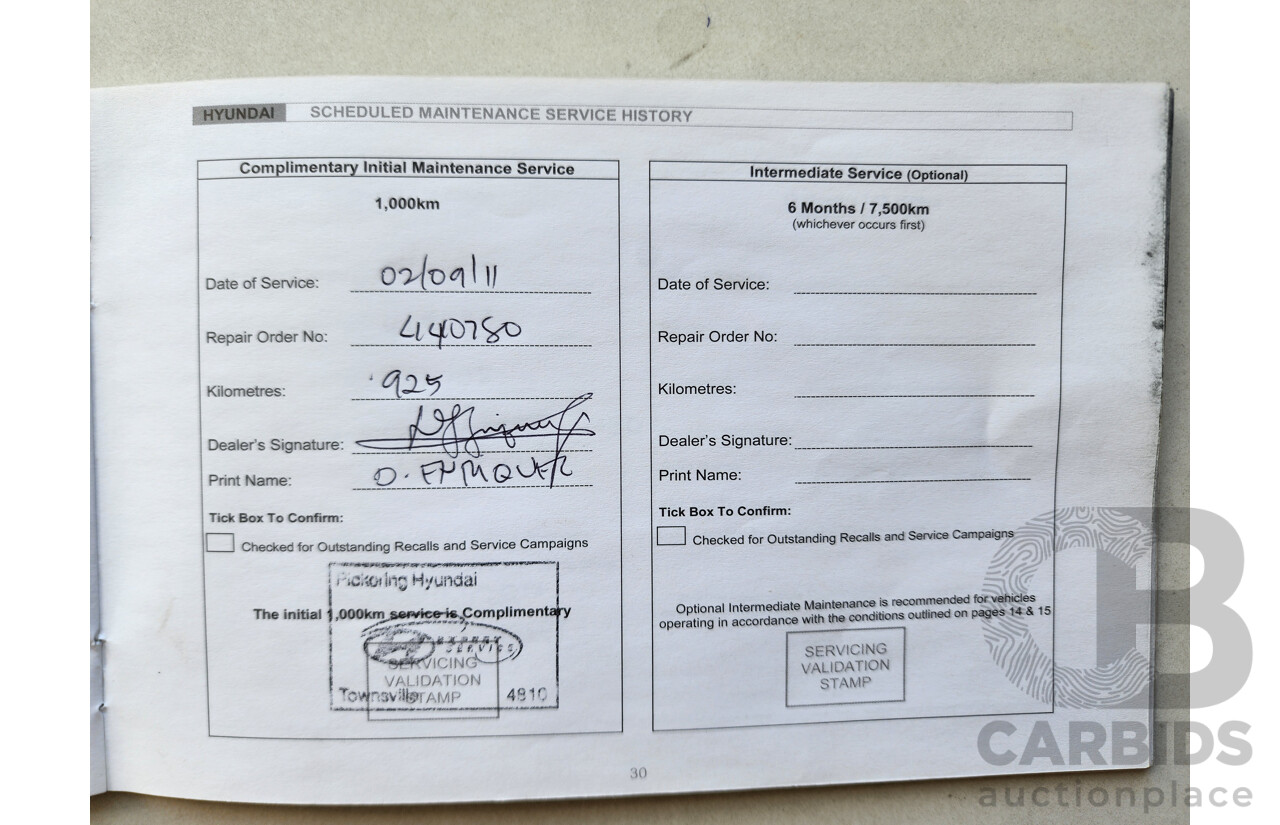 HYUNDAI SCHEDULED MAINTENANCE SERVICE HISTORY
Complimentary Initial Maintenance Service
1,000km
Date of Service: 02/09/11
Repair Order No: 440780
Kilometres: 925
Dealer's Signature:
Print Name: D.
Tick Box To Confirm:
Checked for Outstanding Recalls and Service Campaigns
Pickering Hyundai
The initial 1,000km service is Complimentary
EXPERT
SERVICE
SERVICING
VALIDATION
STAMP
Townsville 4810
Intermediate Service (Optional)
6 Months / 7,500km
(whichever occurs first)
Date of Service:
Repair Order No:
Kilometres:
Dealer's Signature:
Print Name:
Tick Box To Confirm:
Checked for Outstanding Recalls and Service Campaigns
Optional Intermediate Maintenance is recommended for vehicles
operating in accordance with the conditions outlined on pages 14 & 15
SERVICING
VALIDATION
STAMP
30
CARBIDS
auctionplace